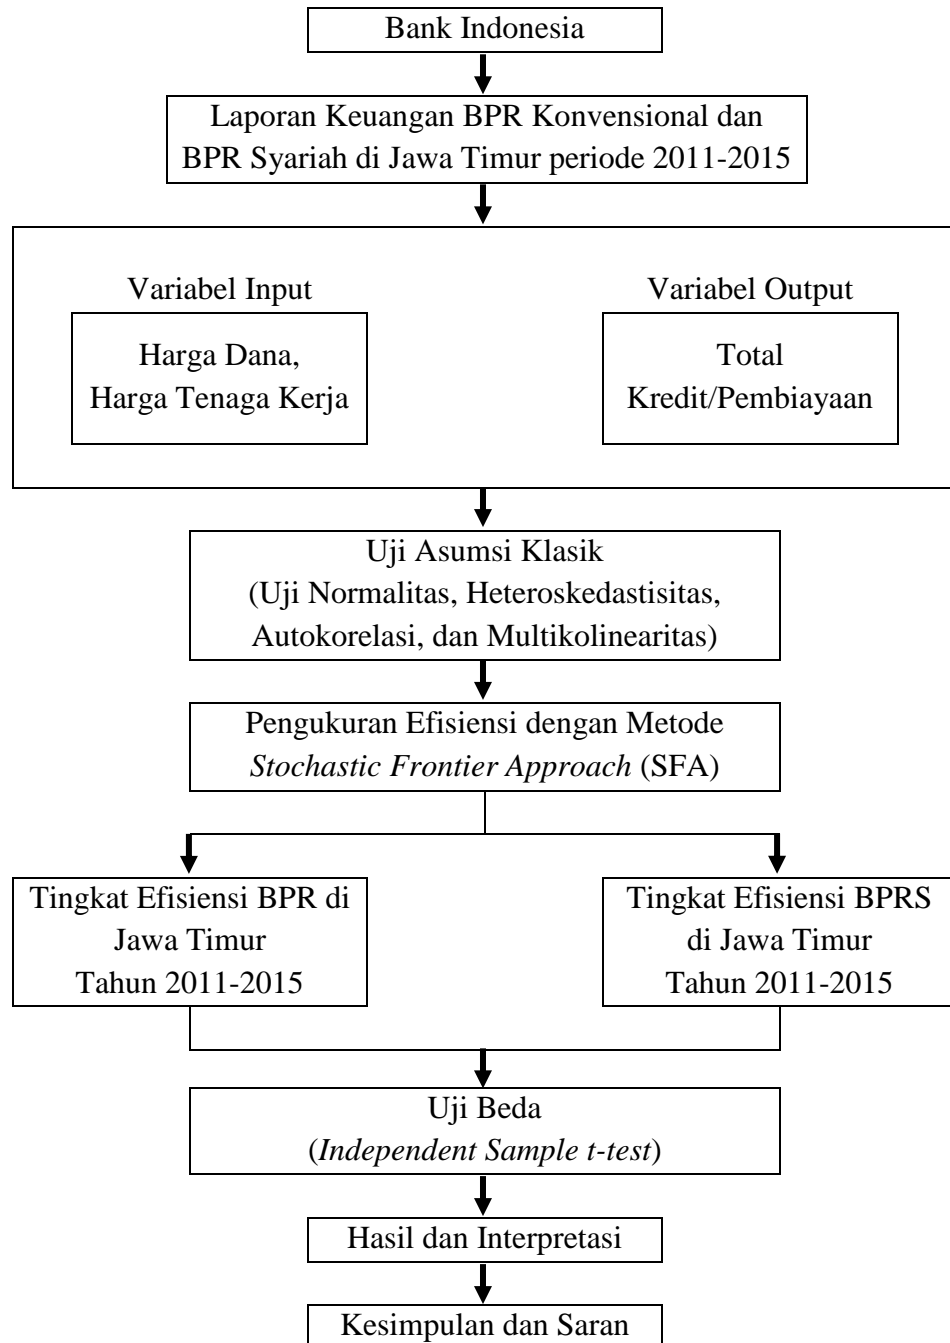 Bank Indonesia
Laporan Keuangan BPR Konvensional dan
BPR Syariah di Jawa Timur periode 2011-2015
Variabel Input
Harga Dana,
Harga Tenaga Kerja
Variabel Output
Total
Kredit/Pembiayaan
Uji Asumsi Klasik
(Uji Normalitas, Heteroskedastisitas,
Autokorelasi, dan Multikolinearitas)
Pengukuran Efisiensi dengan Metode
Stochastic Frontier Approach (SFA)
Tingkat Efisiensi BPR di
Jawa Timur
Tahun 2011-2015
Tingkat Efisiensi BPRS
di Jawa Timur
Tahun 2011-2015
Uji Beda
(Independent Sample t-test)
Hasil dan Interpretasi
Kesimpulan dan Saran